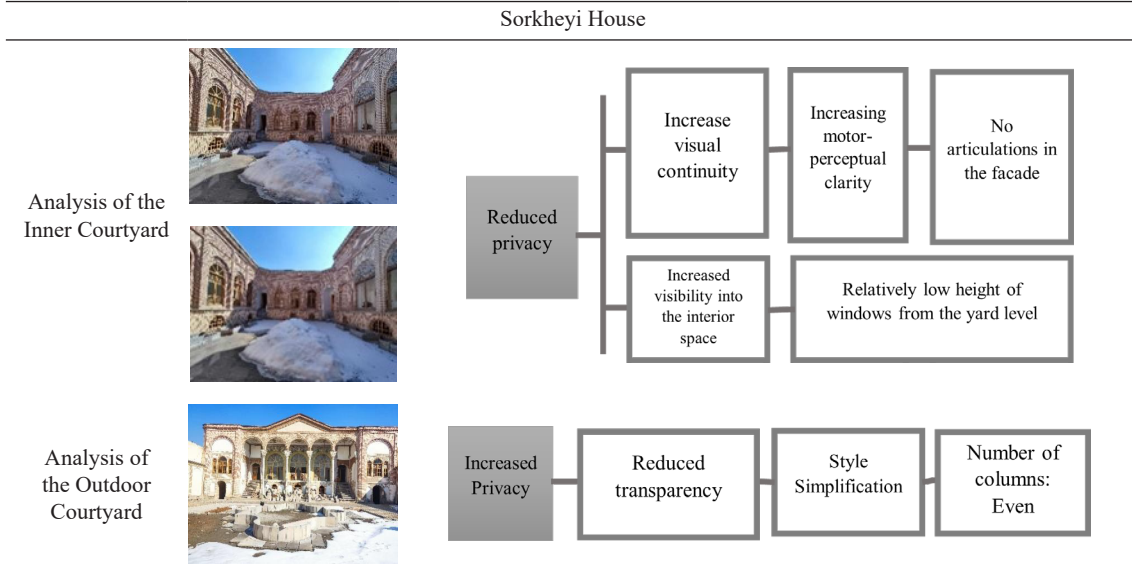 Sorkheyi House
Analysis of the
Inner Courtyard
Reduced
privacy
Increase
visual
continuity
Increasing
motor-
perceptual
clarity
No
articulations in
the facade
Increased
visibility into
the interior
space
Relatively low height of
windows from the yard level
Analysis of
the Outdoor
Courtyard
Increased
Privacy
Reduced
transparency
Style
Simplification
Number of
columns:
Even